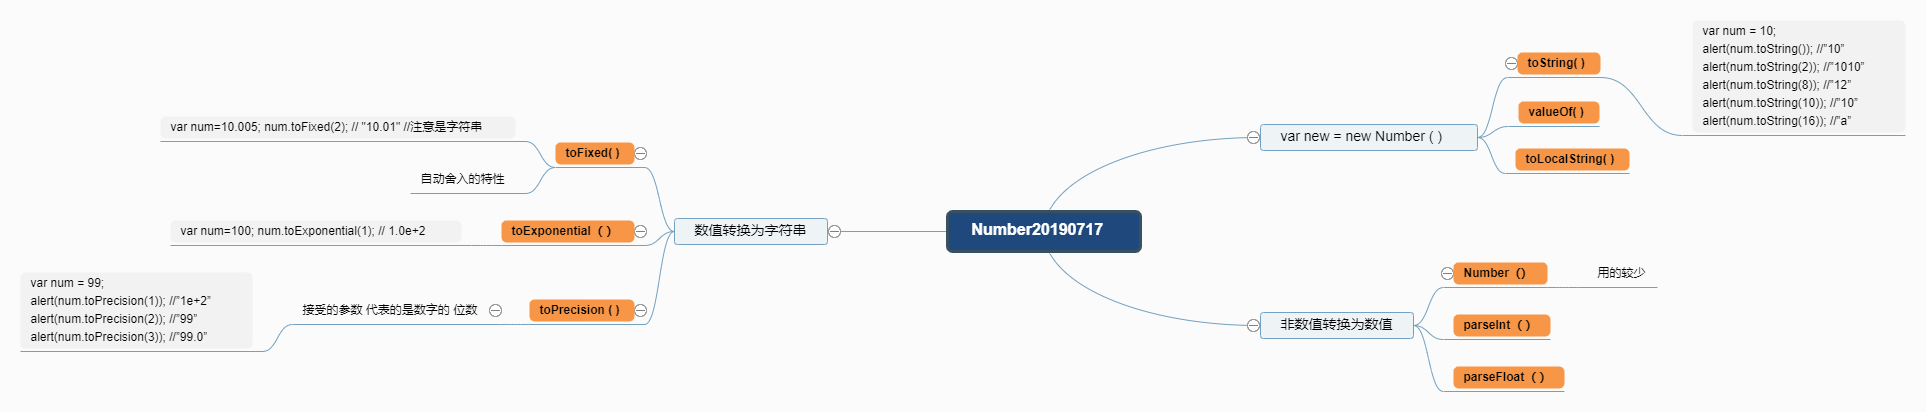 Number20190717
var new = new Number ( )
toString( )
var num = 10;
alert(num.toString()); //”10”
alert(num.toString(2)); //”1010”
alert(num.toString(8)); //”12”
alert(num.toString(10)); //”10”
alert(num.toString(16)); //”a”
valueOf( )
toLocalString( )
非数值转换为数值
Number（）
用的较少
parseInt（ ）
parseFloat（ ）
数值转换为字符串
toFixed( )
var num=10.005; num.toFixed(2); // "10.01" //注意是字符串
自动舍入的特性
toExponential（ ）
var num=100; num.toExponential(1); // 1.0e+2
toPrecision ( )
接受的参数 代表的是数字的 位数
var num = 99;
alert(num.toPrecision(1)); //”1e+2”
alert(num.toPrecision(2)); //”99”
alert(num.toPrecision(3)); //”99.0”